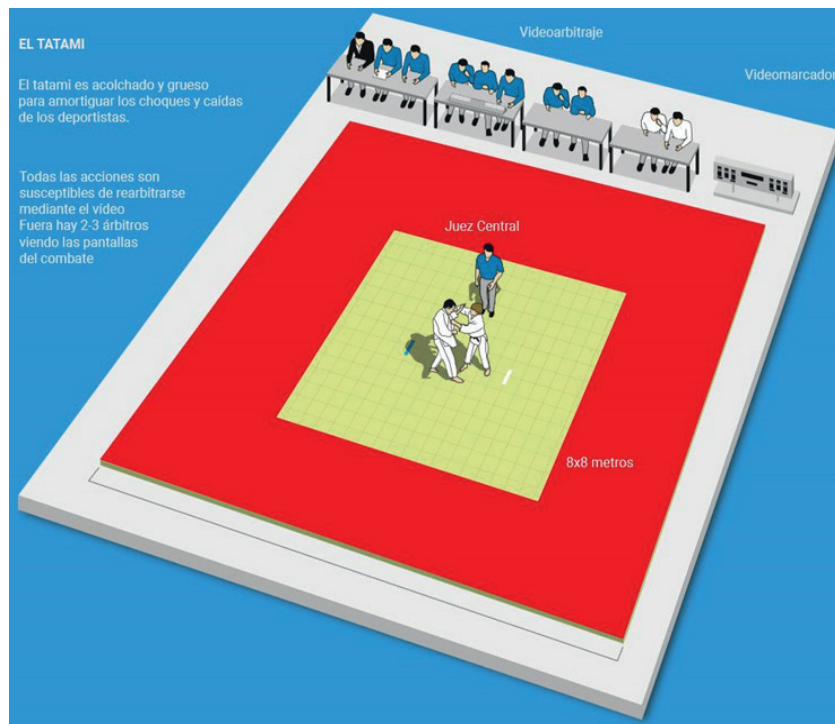 Videoarbitraje
EL TATAMI
Videomarcador
El tatami es acolchado y grueso
para amortiguar los choques y caídas
de los deportistas.
Todas las acciones son
susceptibles de rearbitrarse
mediante el vídeo
Fuera hay 2-3 árbitros
viendo las pantallas
del combate
Juez Central
8x8 metros